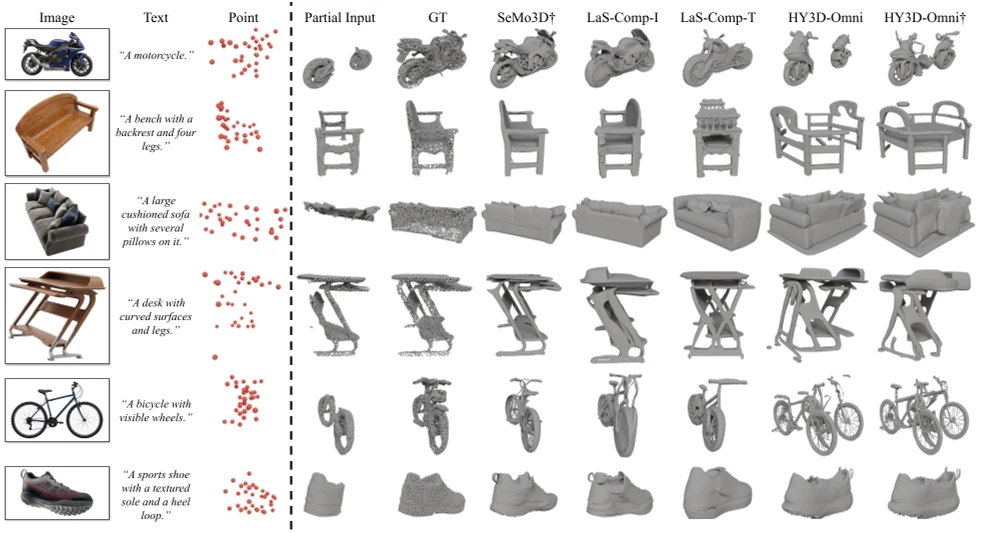 Image Text Point Partial Input GT SeMo3D† LaS-Comp-I LaS-Comp-T HY3D-Omni HY3D-Omni†
“A motorcycle.”
“A bench with a
backrest and four
legs.”
“A large
cushioned sofa
with several
pillows on it.”
“A desk with
curved surfaces
and legs.”
“A bicycle with
visible wheels.”
“A sports shoe
with a textured
sole and a heel
loop.”